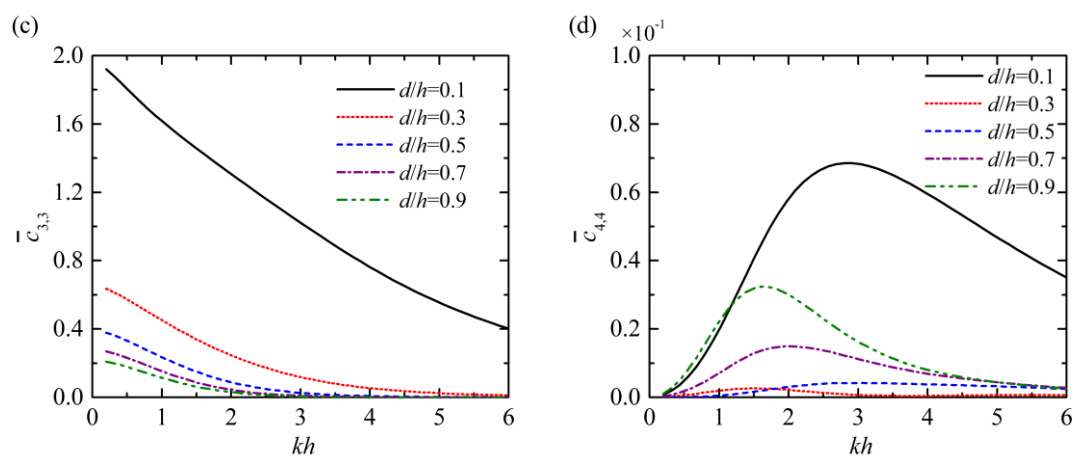 (c)
2.0
1.6
1.2
0.8
0.4
0.0
c̄3,3
0 1 2 3 4 5 6
kh
d/h=0.1
d/h=0.3
d/h=0.5
d/h=0.7
d/h=0.9
(d)
×10-1
1.0
0.8
0.6
0.4
0.2
0.0
c̄4,4
0 1 2 3 4 5 6
kh
d/h=0.1
d/h=0.3
d/h=0.5
d/h=0.7
d/h=0.9